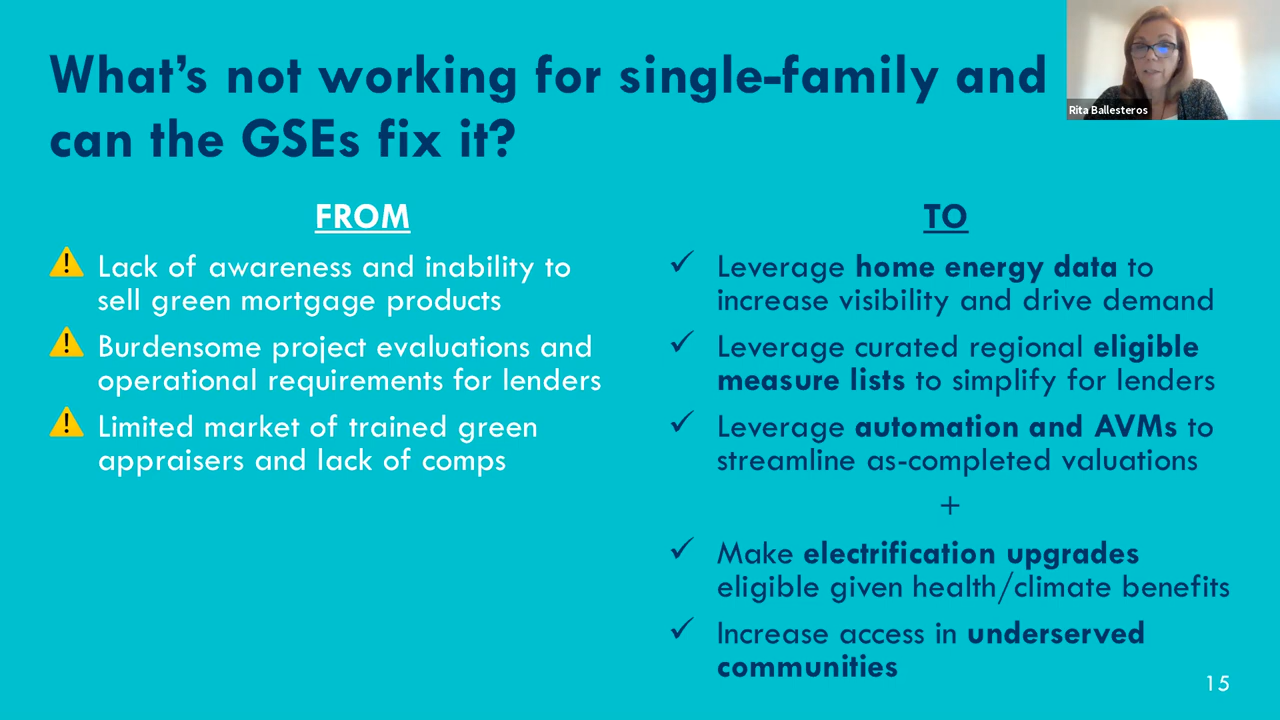 What's not working for single-family and
can the GSEs fix it?
Rita Ballesteros
FROM
Lack of awareness and inability to
sell green mortgage products
Burdensome project evaluations and
operational requirements for lenders
Limited market of trained green
appraisers and lack of comps
TO
✓ Leverage home energy data to
increase visibility and drive demand
✓ Leverage curated regional eligible
measure lists to simplify for lenders
✓ Leverage automation and AVMs to
streamline as-completed valuations
+
✓ Make electrification upgrades
eligible given health/climate benefits
✓ Increase access in underserved
communities
15